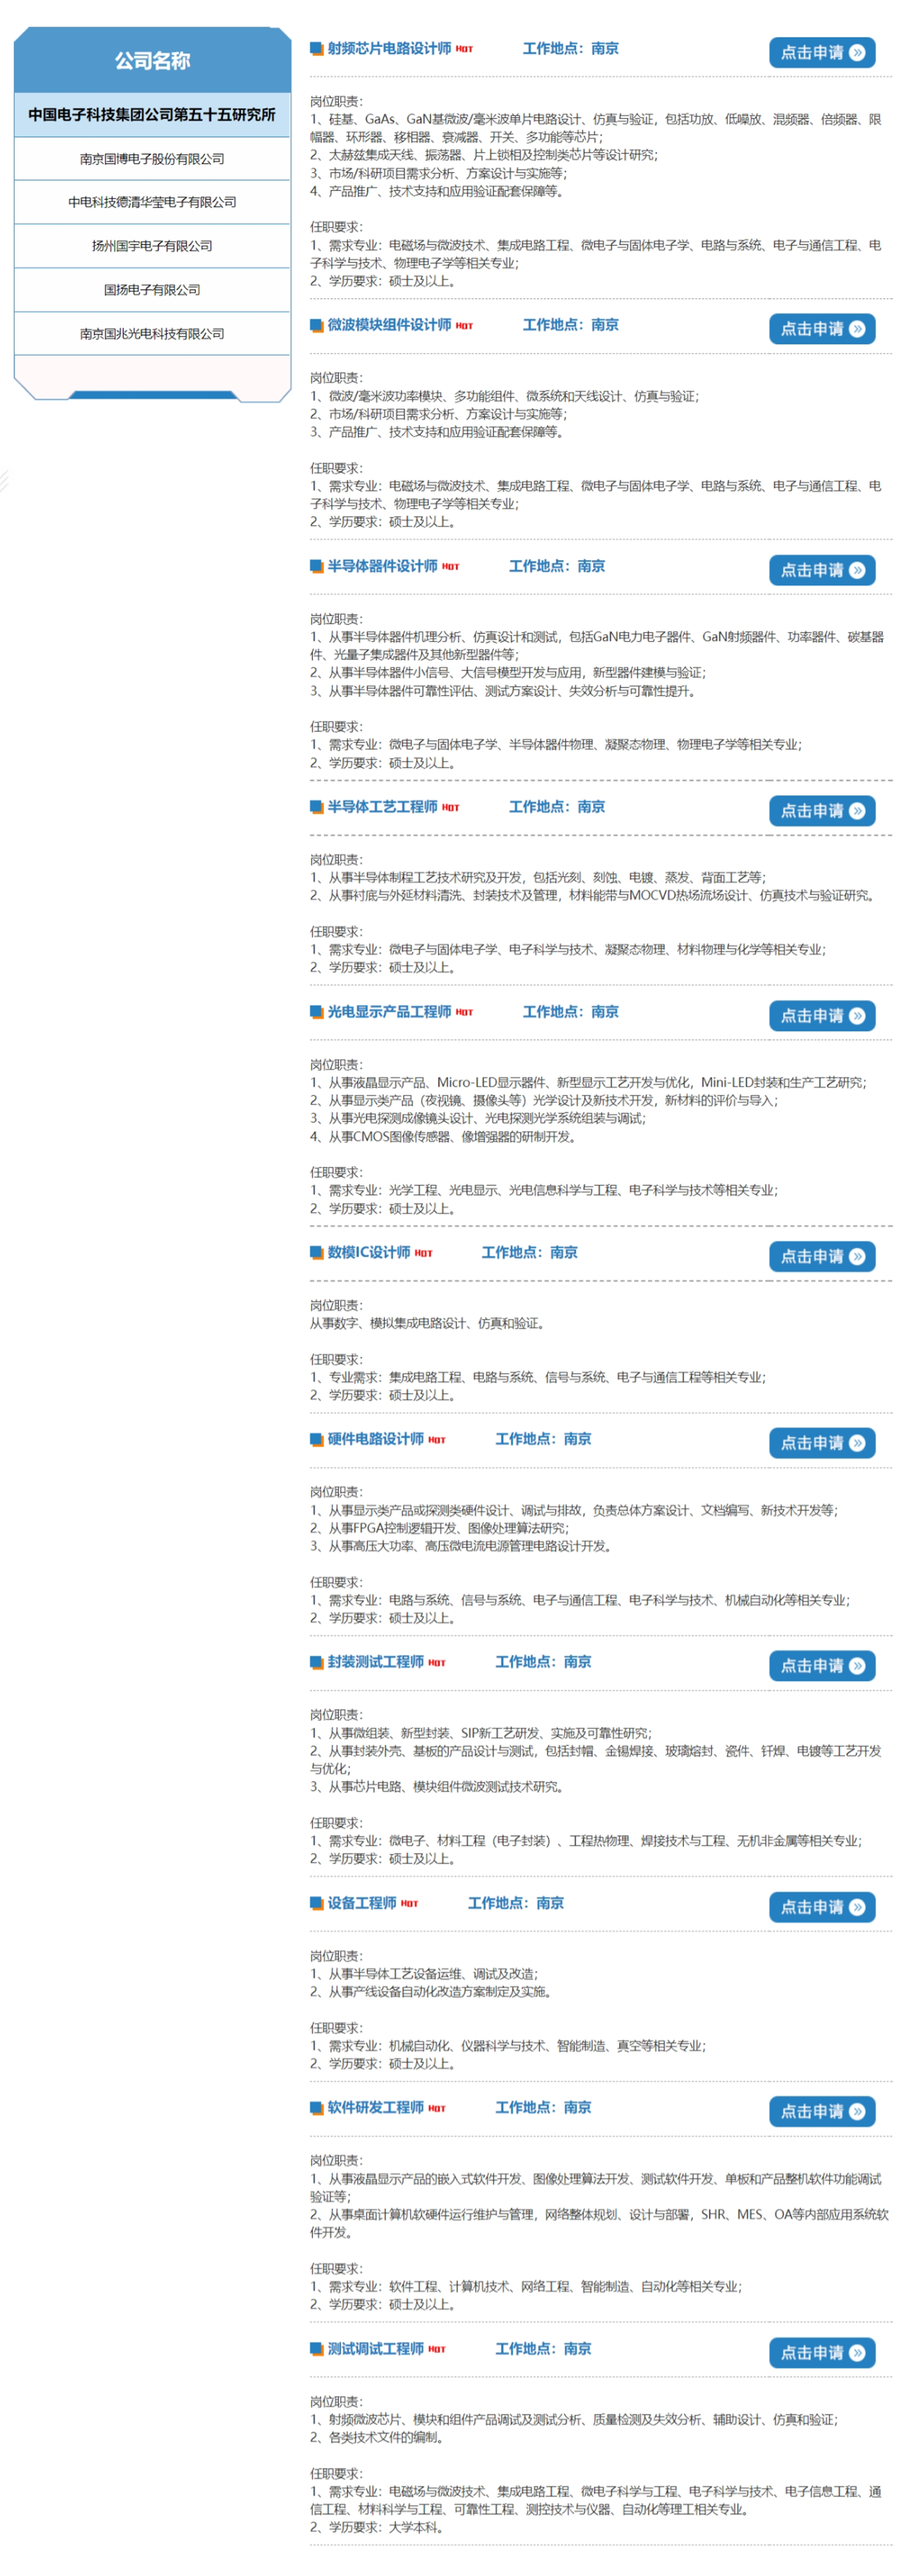 公司名称
中国电子科技集团公司第五十五研究所
南京国博电子股份有限公司
中电科技德清华莹电子有限公司
扬州国宇电子有限公司
国扬电子有限公司
南京国兆光电科技有限公司
射频芯片电路设计师 HOT 工作地点：南京 点击申请
岗位职责：
1、硅基、GaAs、GaN基微波/毫米波单片电路设计、仿真与验证，包括功放、低噪放、混频器、倍频器、限
幅器、环形器、移相器、衰减器、开关、多功能等芯片；
2、太赫兹集成天线、振荡器、片上锁相及控制类芯片等设计研究；
3、市场/科研项目需求分析、方案设计与实施等；
4、产品推广、技术支持和应用验证配套保障等。
任职要求：
1、需求专业：电磁场与微波技术、集成电路工程、微电子与固体电子学、电路与系统、电子与通信工程、电
子科学与技术、物理电子学等相关专业；
2、学历要求：硕士及以上。
微波模块组件设计师 HOT 工作地点：南京 点击申请
岗位职责：
1、微波/毫米波功率模块、多功能组件、微系统和天线设计、仿真与验证；
2、市场/科研项目需求分析、方案设计与实施等；
3、产品推广、技术支持和应用验证配套保障等。
任职要求：
1、需求专业：电磁场与微波技术、集成电路工程、微电子与固体电子学、电路与系统、电子与通信工程、电
子科学与技术、物理电子学等相关专业；
2、学历要求：硕士及以上。
半导体器件设计师 HOT 工作地点：南京 点击申请
岗位职责：
1、从事半导体器件机理分析、仿真设计和测试，包括GaN电力电子器件、GaN射频器件、功率器件、碳基器
件、光量子集成器件及其他新型器件等；
2、从事半导体器件小信号、大信号模型开发与应用，新型器件建模与验证；
3、从事半导体器件可靠性评估、测试方案设计、失效分析与可靠性提升。
任职要求：
1、需求专业：微电子与固体电子学、半导体器件物理、凝聚态物理、物理电子学等相关专业；
2、学历要求：硕士及以上。
半导体工艺工程师 HOT 工作地点：南京 点击申请
岗位职责：
1、从事半导体制程工艺技术研究及开发，包括光刻、刻蚀、电镀、蒸发、背面工艺等；
2、从事衬底与外延材料清洗、封装技术及管理，材料能带与MOCVD热场流场设计、仿真技术与验证研究。
任职要求：
1、需求专业：微电子与固体电子学、电子科学与技术、凝聚态物理、材料物理与化学等相关专业；
2、学历要求：硕士及以上。
光电显示产品工程师 HOT 工作地点：南京 点击申请
岗位职责：
1、从事液晶显示产品、Micro-LED显示器件、新型显示工艺开发与优化，Mini-LED封装和生产工艺研究；
2、从事显示类产品（夜视镜、摄像头等）光学设计及新技术开发，新材料的评价与导入；
3、从事光电探测成像镜头设计、光电探测光学系统组装与调试；
4、从事CMOS图像传感器、像增强器的研制开发。
任职要求：
1、需求专业：光学工程、光电显示、光电信息科学与工程、电子科学与技术等相关专业；
2、学历要求：硕士及以上。
数模IC设计师 HOT 工作地点：南京 点击申请
岗位职责：
从事数字、模拟集成电路设计、仿真和验证。
任职要求：
1、专业需求：集成电路工程、电路与系统、信号与系统、电子与通信工程等相关专业；
2、学历要求：硕士及以上。
硬件电路设计师 HOT 工作地点：南京 点击申请
岗位职责：
1、从事显示类产品或探测类硬件设计、调试与排故，负责总体方案设计、文档编写、新技术开发等；
2、从事FPGA控制逻辑开发、图像处理算法研究；
3、从事高压大功率、高压微电流电源管理电路设计开发。
任职要求：
1、需求专业：电路与系统、信号与系统、电子与通信工程、电子科学与技术、机械自动化等相关专业；
2、学历要求：硕士及以上。
封装测试工程师 HOT 工作地点：南京 点击申请
岗位职责：
1、从事微组装、新型封装、SIP新工艺研发、实施及可靠性研究；
2、从事封装外壳、基板的产品设计与测试，包括封帽、金锡焊接、玻璃熔封、瓷件、钎焊、电镀等工艺开发
与优化；
3、从事芯片电路、模块组件微波测试技术研究。
任职要求：
1、需求专业：微电子、材料工程（电子封装）、工程热物理、焊接技术与工程、无机非金属等相关专业；
2、学历要求：硕士及以上。
设备工程师 HOT 工作地点：南京 点击申请
岗位职责：
1、从事半导体工艺设备运维、调试及改造；
2、从事产线设备自动化改造方案制定及实施。
任职要求：
1、需求专业：机械自动化、仪器科学与技术、智能制造、真空等相关专业；
2、学历要求：硕士及以上。
软件研发工程师 HOT 工作地点：南京 点击申请
岗位职责：
1、从事液晶显示产品的嵌入式软件开发、图像处理算法开发、测试软件开发、单板和产品整机软件功能调试
验证等；
2、从事桌面计算机软硬件运行维护与管理，网络整体规划、设计与部署，SHR、MES、OA等内部应用系统软
件开发。
任职要求：
1、需求专业：软件工程、计算机技术、网络工程、智能制造、自动化等相关专业；
2、学历要求：硕士及以上。
测试调试工程师 HOT 工作地点：南京 点击申请
岗位职责：
1、射频微波芯片、模块和组件产品调试及测试分析、质量检测及失效分析、辅助设计、仿真和验证；
2、各类技术文件的编制。
任职要求：
1、需求专业：电磁场与微波技术、集成电路工程、微电子科学与工程、电子科学与技术、电子信息工程、通
信工程、材料科学与工程、可靠性工程、测控技术与仪器、自动化等理工相关专业。
2、学历要求：大学本科。